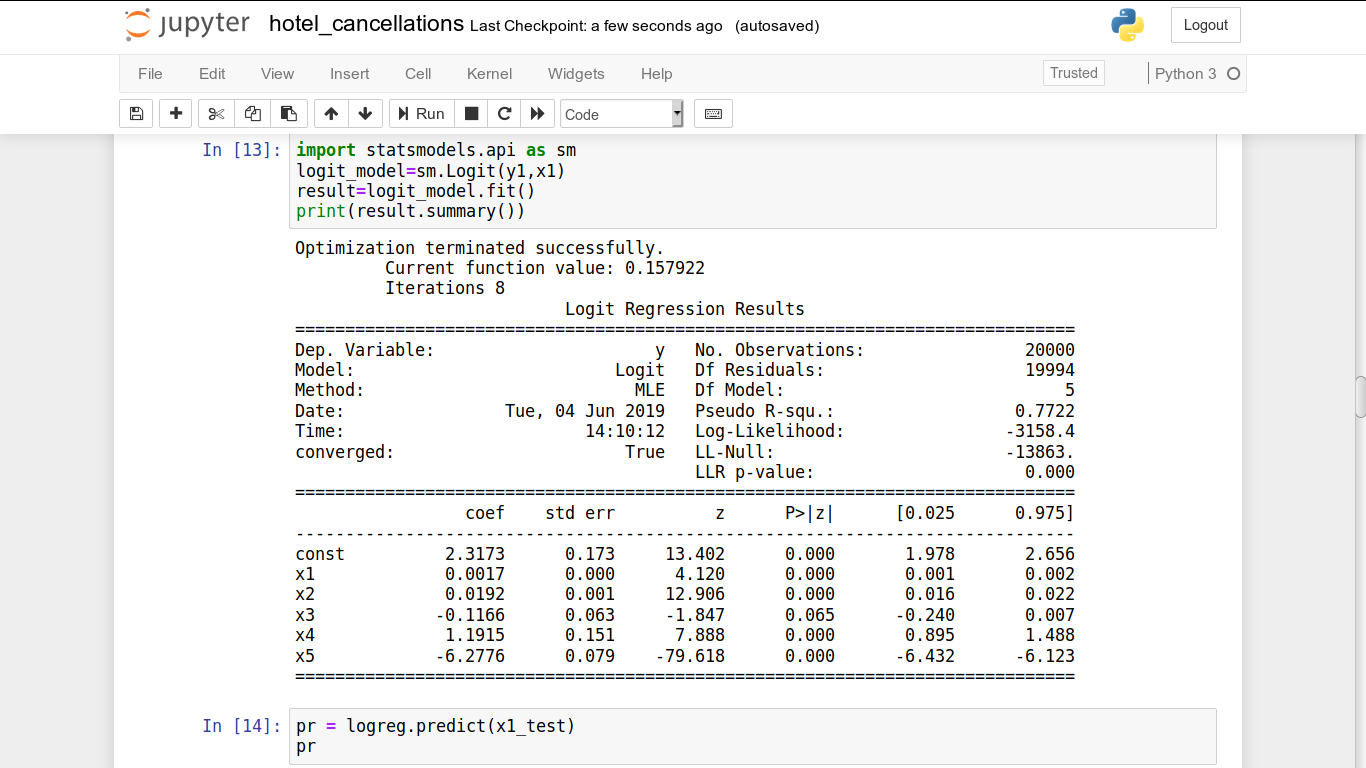 jupyter hotel_cancellations Last Checkpoint: a few seconds ago (autosaved) Logout
File Edit View Insert Cell Kernel Widgets Help Trusted Python 3
Run Code
In [13]: import statsmodels.api as sm
logit_model=sm.Logit(y1,x1)
result=logit_model.fit()
print(result.summary())
Optimization terminated successfully.
         Current function value: 0.157922
         Iterations 8
                           Logit Regression Results
==============================================================================
Dep. Variable:                      y   No. Observations:                20000
Model:                          Logit   Df Residuals:                    19994
Method:                           MLE   Df Model:                            5
Date:                Tue, 04 Jun 2019   Pseudo R-squ.:                  0.7722
Time:                        14:10:12   Log-Likelihood:                -3158.4
converged:                       True   LL-Null:                       -13863.
                                        LLR p-value:                     0.000
==============================================================================
                 coef    std err          z      P>|z|      [0.025      0.975]
------------------------------------------------------------------------------
const          2.3173      0.173     13.402      0.000       1.978       2.656
x1             0.0017      0.000      4.120      0.000       0.001       0.002
x2             0.0192      0.001     12.906      0.000       0.016       0.022
x3            -0.1166      0.063     -1.847      0.065      -0.240       0.007
x4             1.1915      0.151      7.888      0.000       0.895       1.488
x5            -6.2776      0.079    -79.618      0.000      -6.432      -6.123
==============================================================================
In [14]: pr = logreg.predict(x1_test)
pr